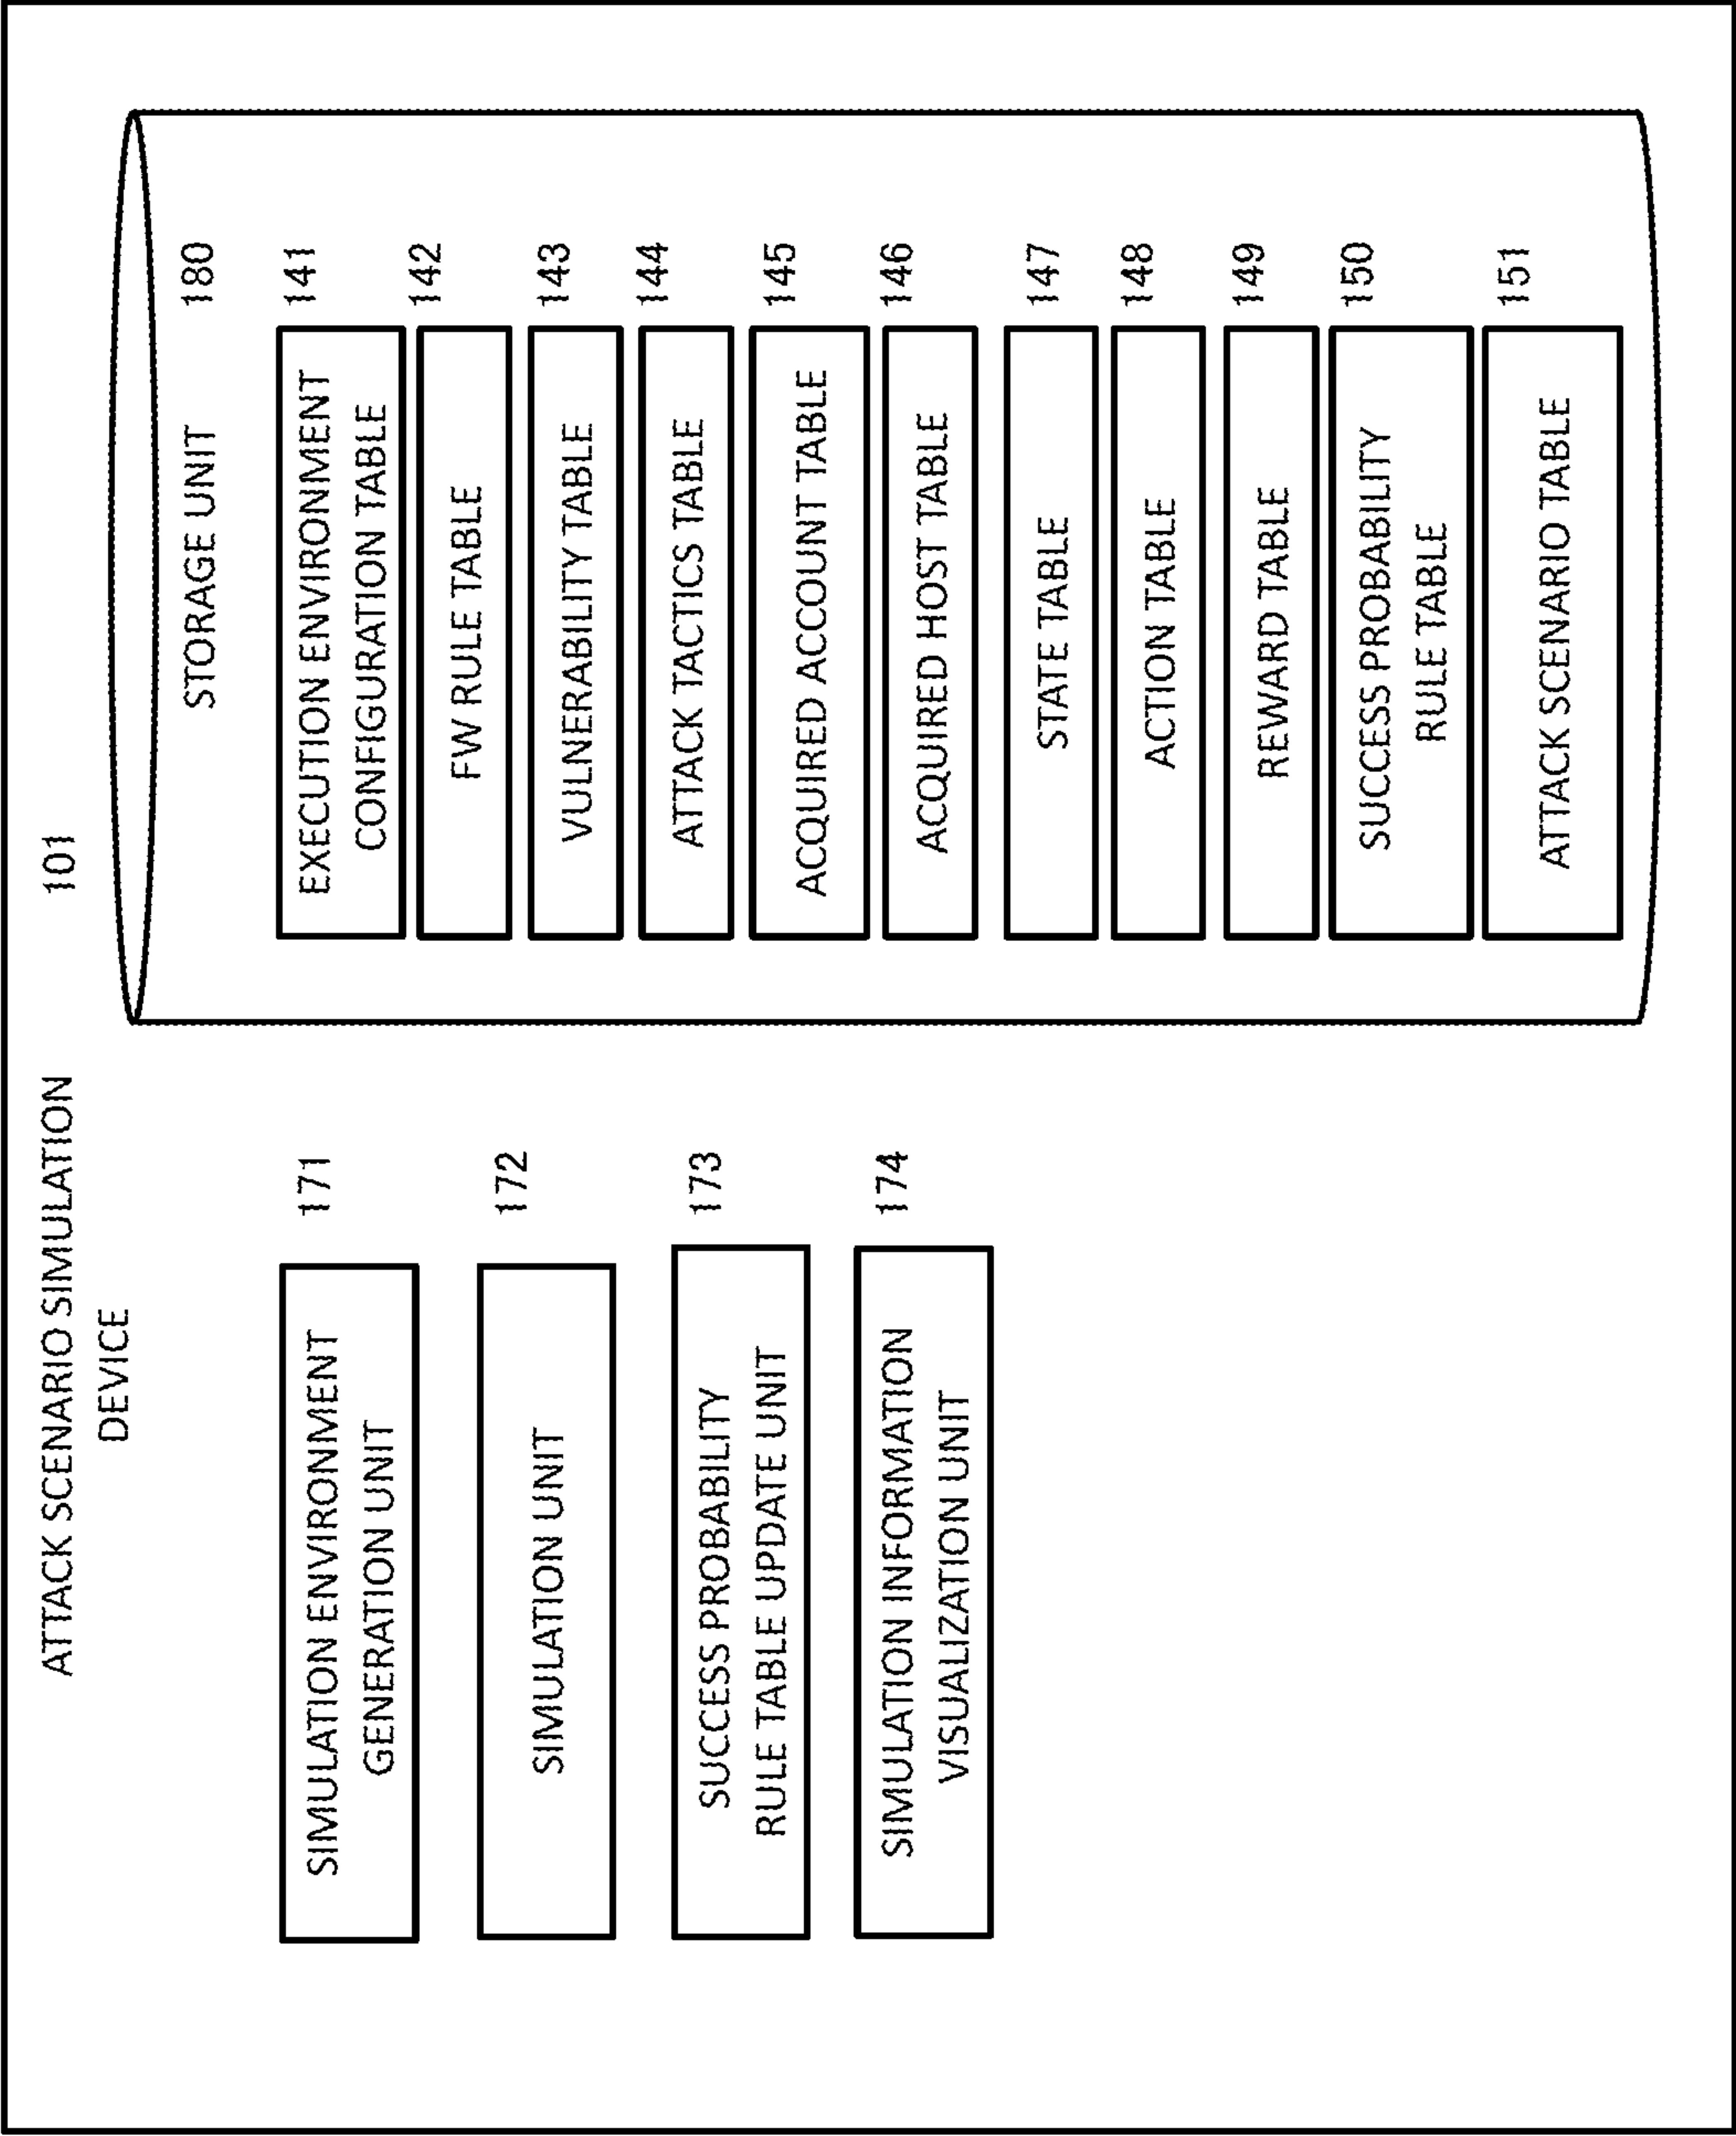 ATTACK SCENARIO SIMULATION
DEVICE
101
SIMULATION ENVIRONMENT
GENERATION UNIT
171
SIMULATION UNIT
172
SUCCESS PROBABILITY
RULE TABLE UPDATE UNIT
173
SIMULATION INFORMATION
VISUALIZATION UNIT
174
STORAGE UNIT
180
EXECUTION ENVIRONMENT
CONFIGURATION TABLE
141
FW RULE TABLE
142
VULNERABILITY TABLE
143
ATTACK TACTICS TABLE
144
ACQUIRED ACCOUNT TABLE
145
ACQUIRED HOST TABLE
146
STATE TABLE
147
ACTION TABLE
148
REWARD TABLE
149
SUCCESS PROBABILITY
RULE TABLE
150
ATTACK SCENARIO TABLE
151